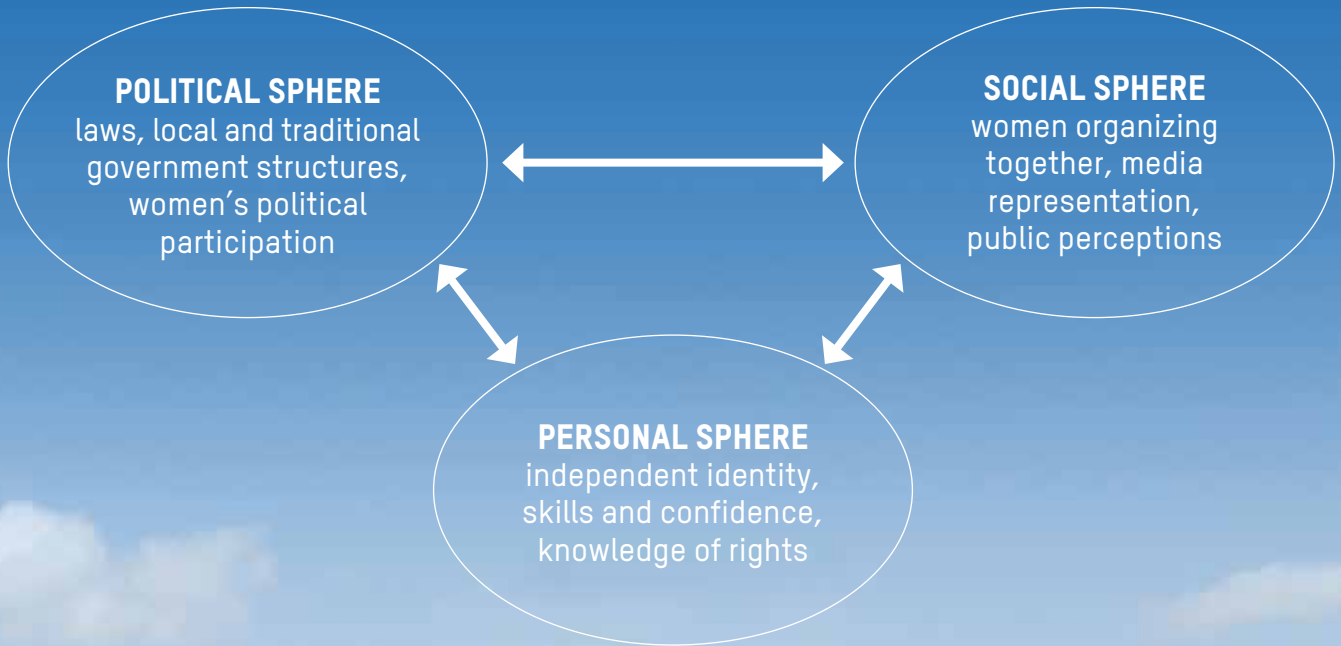 POLITICAL SPHERE
laws, local and traditional
government structures,
women's political
participation
SOCIAL SPHERE
women organizing
together, media
representation,
public perceptions
PERSONAL SPHERE
independent identity,
skills and confidence,
knowledge of rights